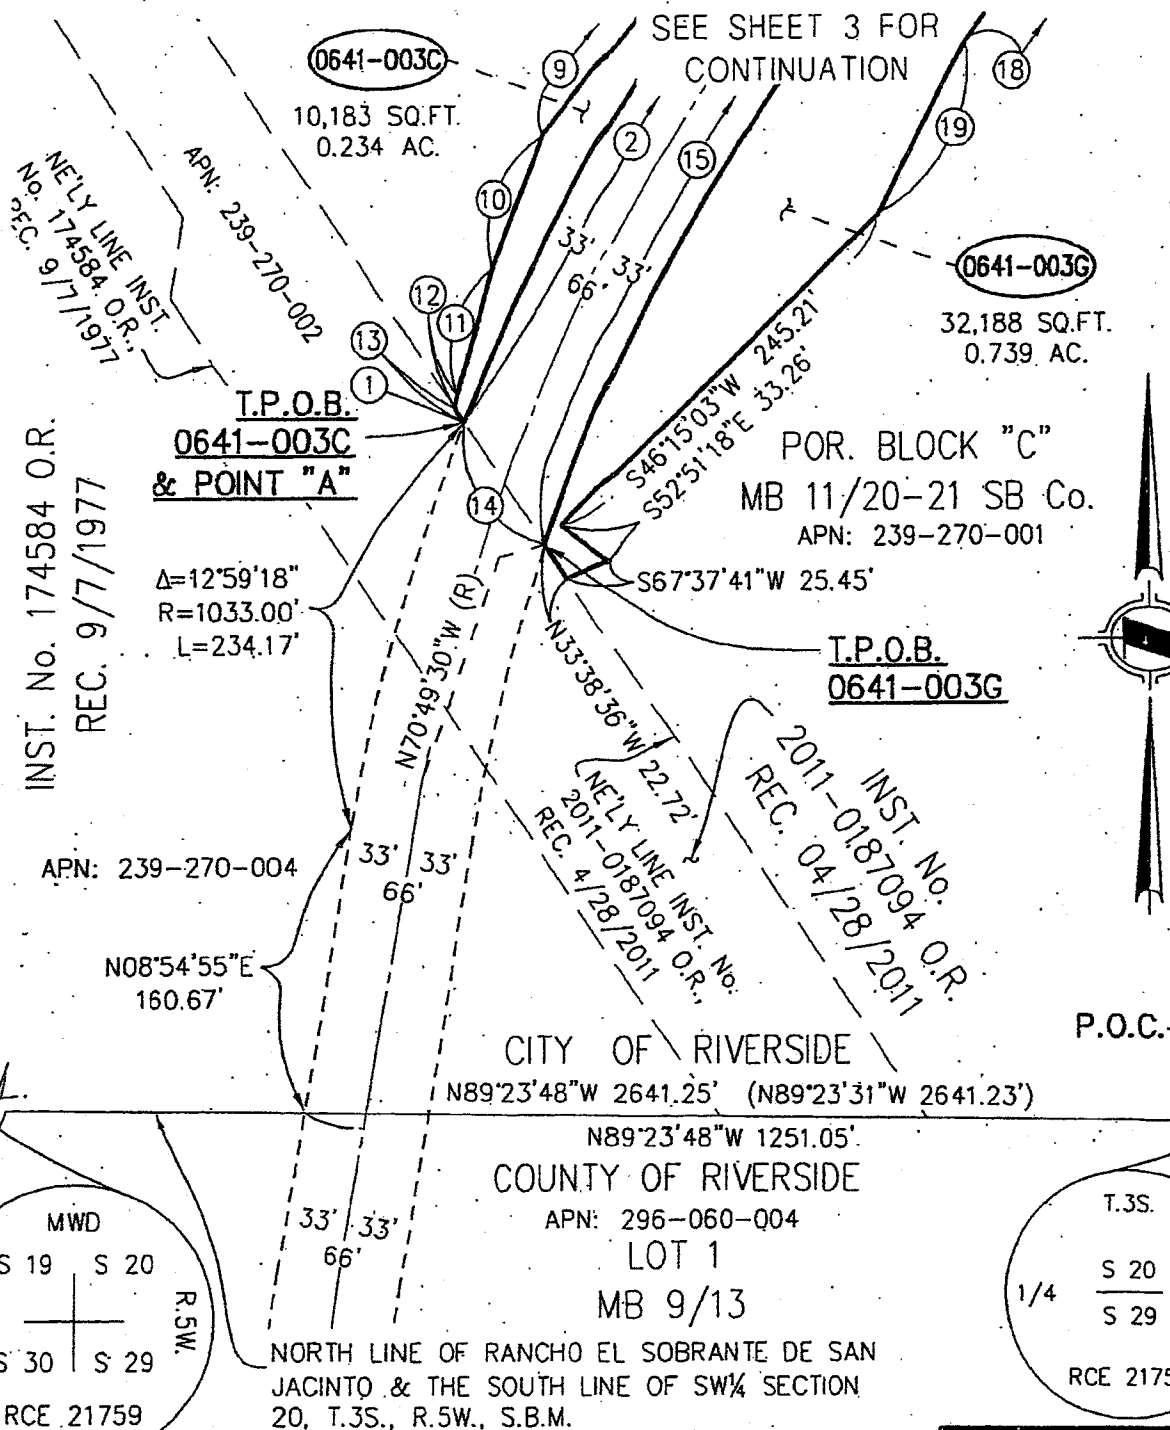 SEE SHEET 3 FOR
CONTINUATION
0641-003C
10,183 SQ.FT.
0.234 AC.
9
18
2
19
15
10
NE'LY LINE INST.
No. 174584 O.R.,
REC. 9/7/1977
APN: 239-270-002
33' 33'
66'
0641-003G
32,188 SQ.FT.
0.739 AC.
12
11
13
1
T.P.O.B.
0641-003C
& POINT "A"
S46°15'03"W 245.21'
S52°51'18"E 33.26'
POR. BLOCK "C"
MB 11/20-21 SB Co.
APN: 239-270-001
14
INST. No. 174584 O.R.
REC. 9/7/1977
Δ=12°59'18"
R=1033.00'
L=234.17'
S67°37'41"W 25.45'
N70°49'30"W (R)
N33°38'36"W 22.72'
T.P.O.B.
0641-003G
NE'LY LINE INST. No.
2011-0187094 O.R.,
REC. 4/28/2011
INST. No.
2011-0187094 O.R.
REC. 04/28/2011
APN: 239-270-004
33' 33'
66'
N08°54'55"E
160.67'
P.O.C.
CITY OF RIVERSIDE
N89°23'48"W 2641.25' (N89°23'31"W 2641.23')
N89°23'48"W 1251.05'
COUNTY OF RIVERSIDE
APN: 296-060-004
LOT 1
MB 9/13
33' 33'
66'
MWD
S 19 S 20
S 30 S 29
R.5W.
RCE 21759
T.3S.
1/4
S 20
S 29
RCE 2175
NORTH LINE OF RANCHO EL SOBRANTE DE SAN
JACINTO & THE SOUTH LINE OF SW¼ SECTION
20, T.3S., R.5W., S.B.M.